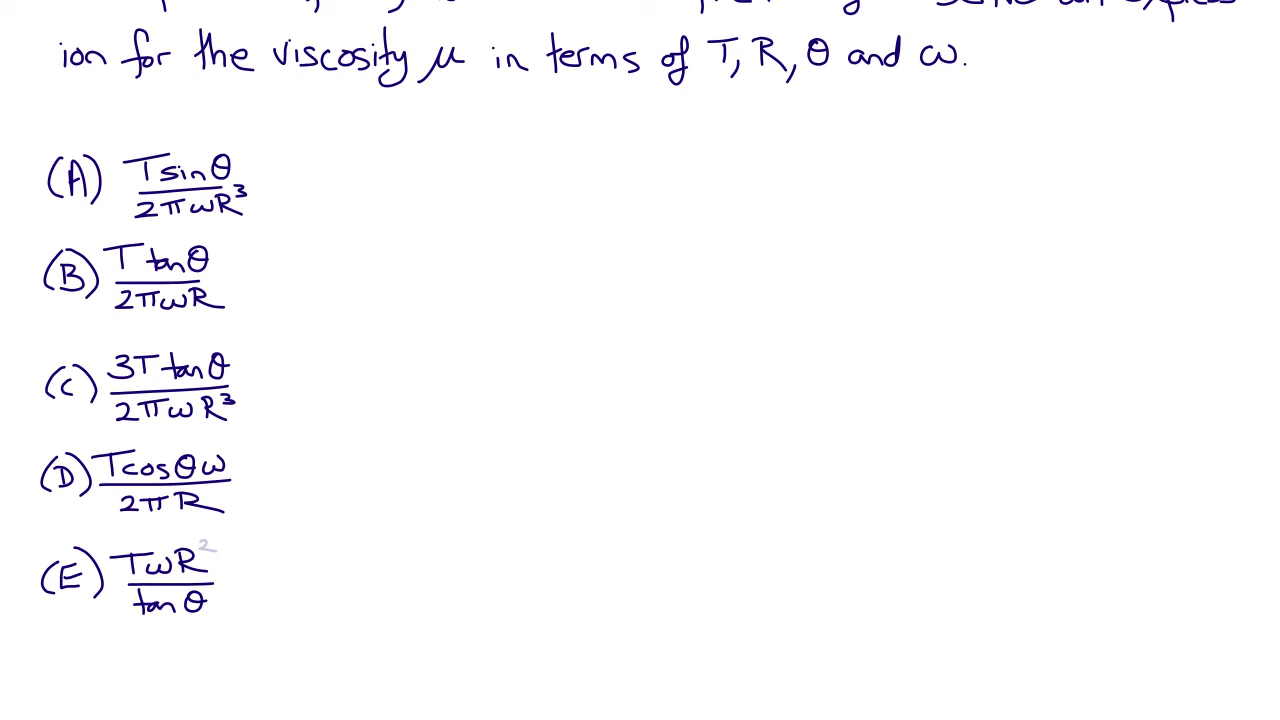 ion for the viscosity μ in terms of T, R, θ and ω.
(A) T sin θ / 2πωR³
(B) T tan θ / 2πωR
(C) 3T tan θ / 2πωR³
(D) T cos θ ω / 2πR
(E) TωR² / tan θ